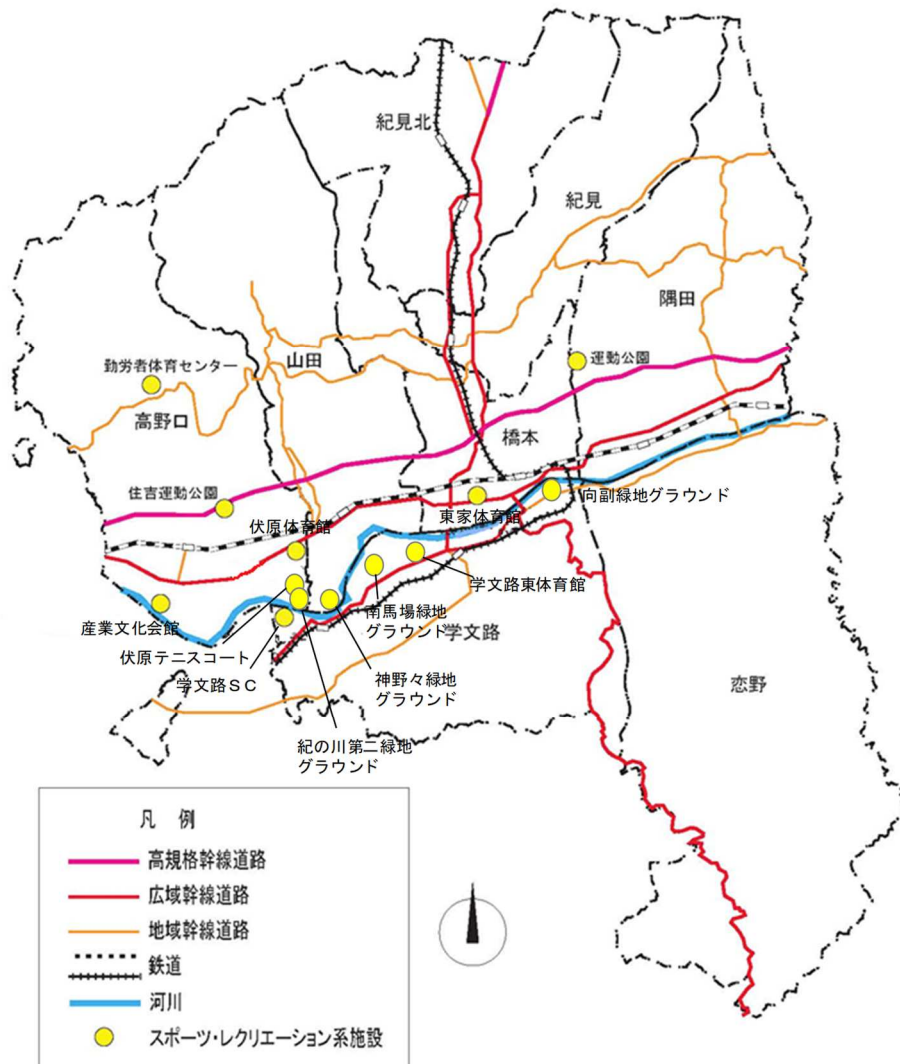 紀見北
紀見
隅田
運動公園
山田
勤労者体育センター
高野口
橋本
住吉運動公園
向副緑地グラウンド
東家体育館
伏原体育館
学文路東体育館
南馬場緑地
グラウンド
学文路
産業文化会館
伏原テニスコート
学文路SC
神野々緑地
グラウンド
恋野
紀の川第二緑地
グラウンド
凡 例
高規格幹線道路
広域幹線道路
地域幹線道路
鉄道
河川
スポーツ・レクリエーション系施設